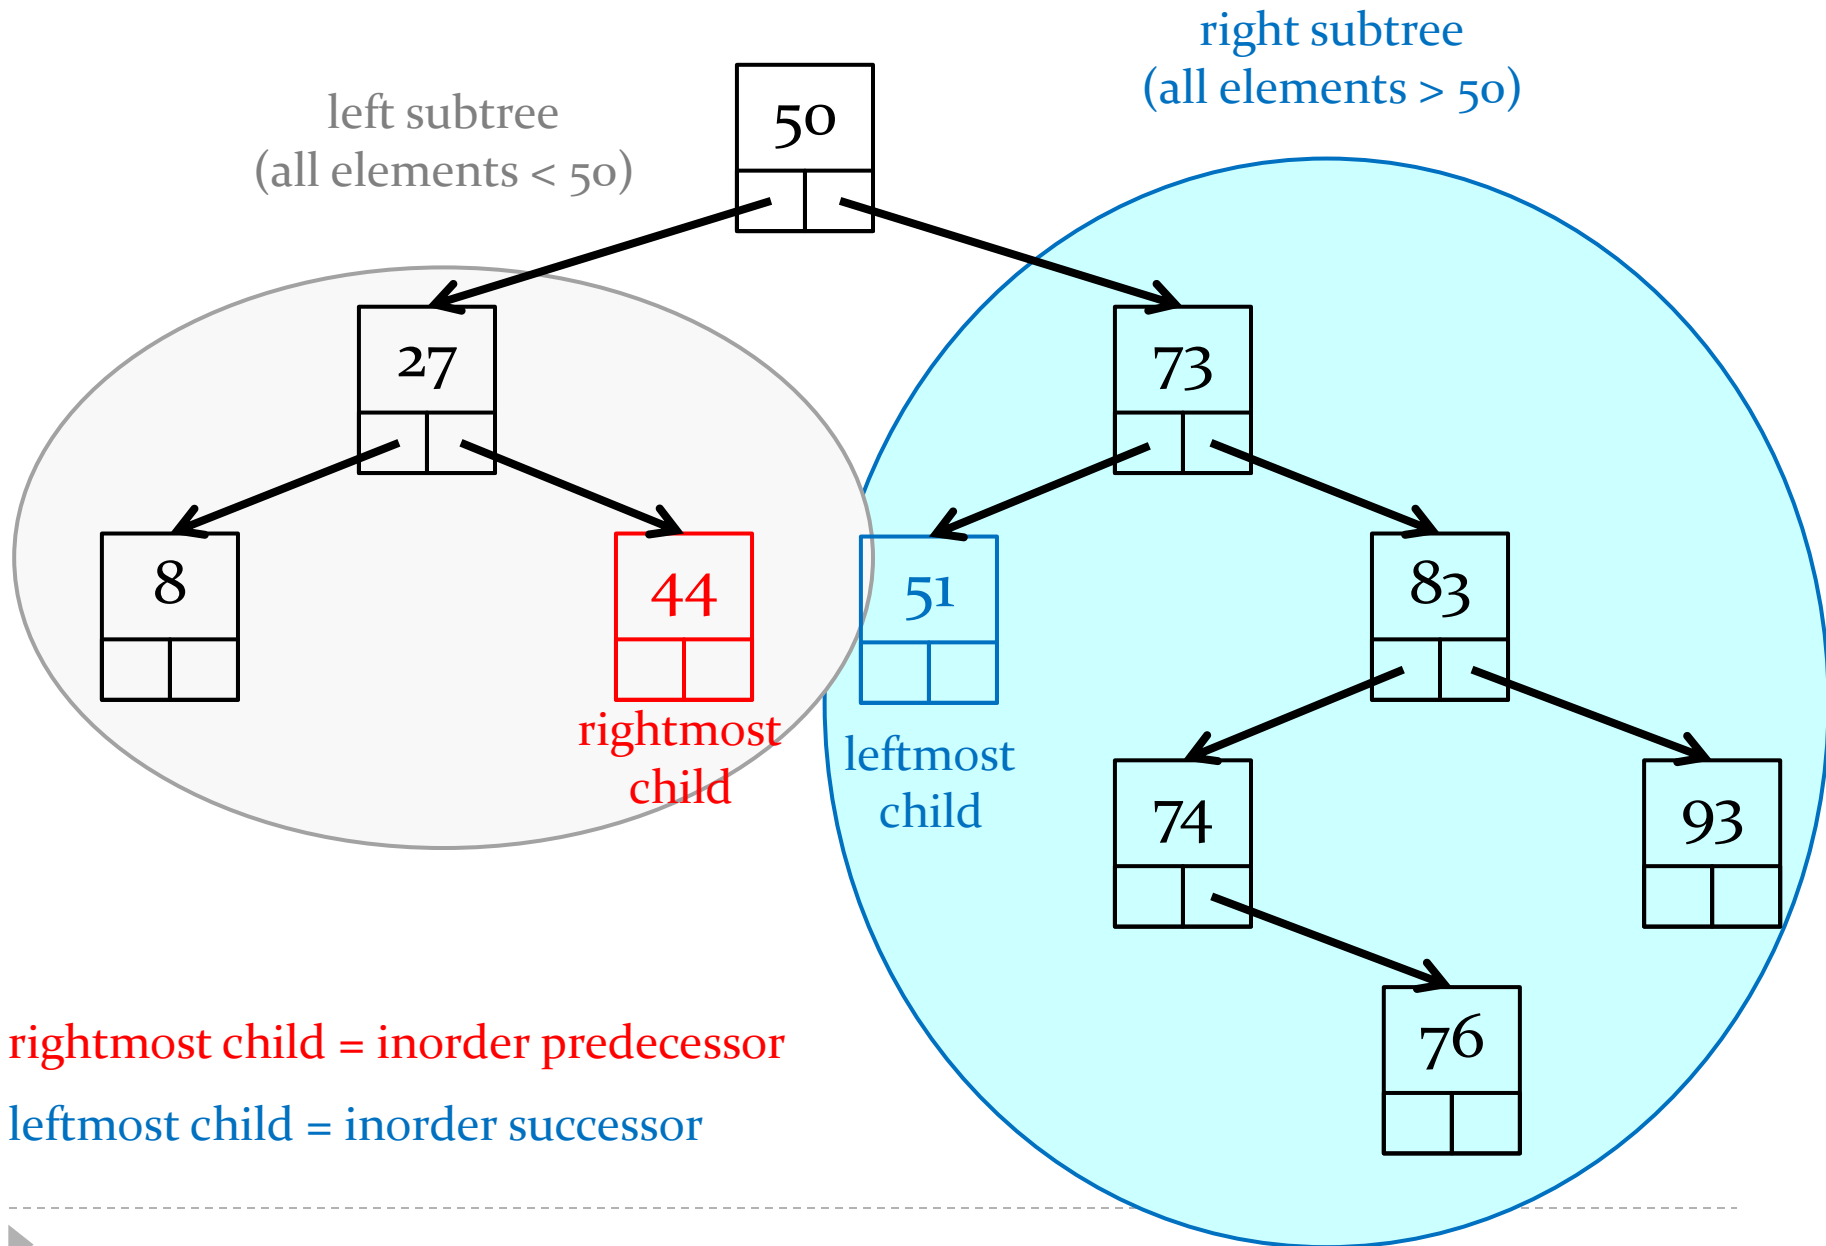 right subtree
(all elements > 50)
left subtree
(all elements < 50)
50
27
73
8
44
51
83
rightmost
child
leftmost
child
74
93
76
rightmost child = inorder predecessor
leftmost child = inorder successor